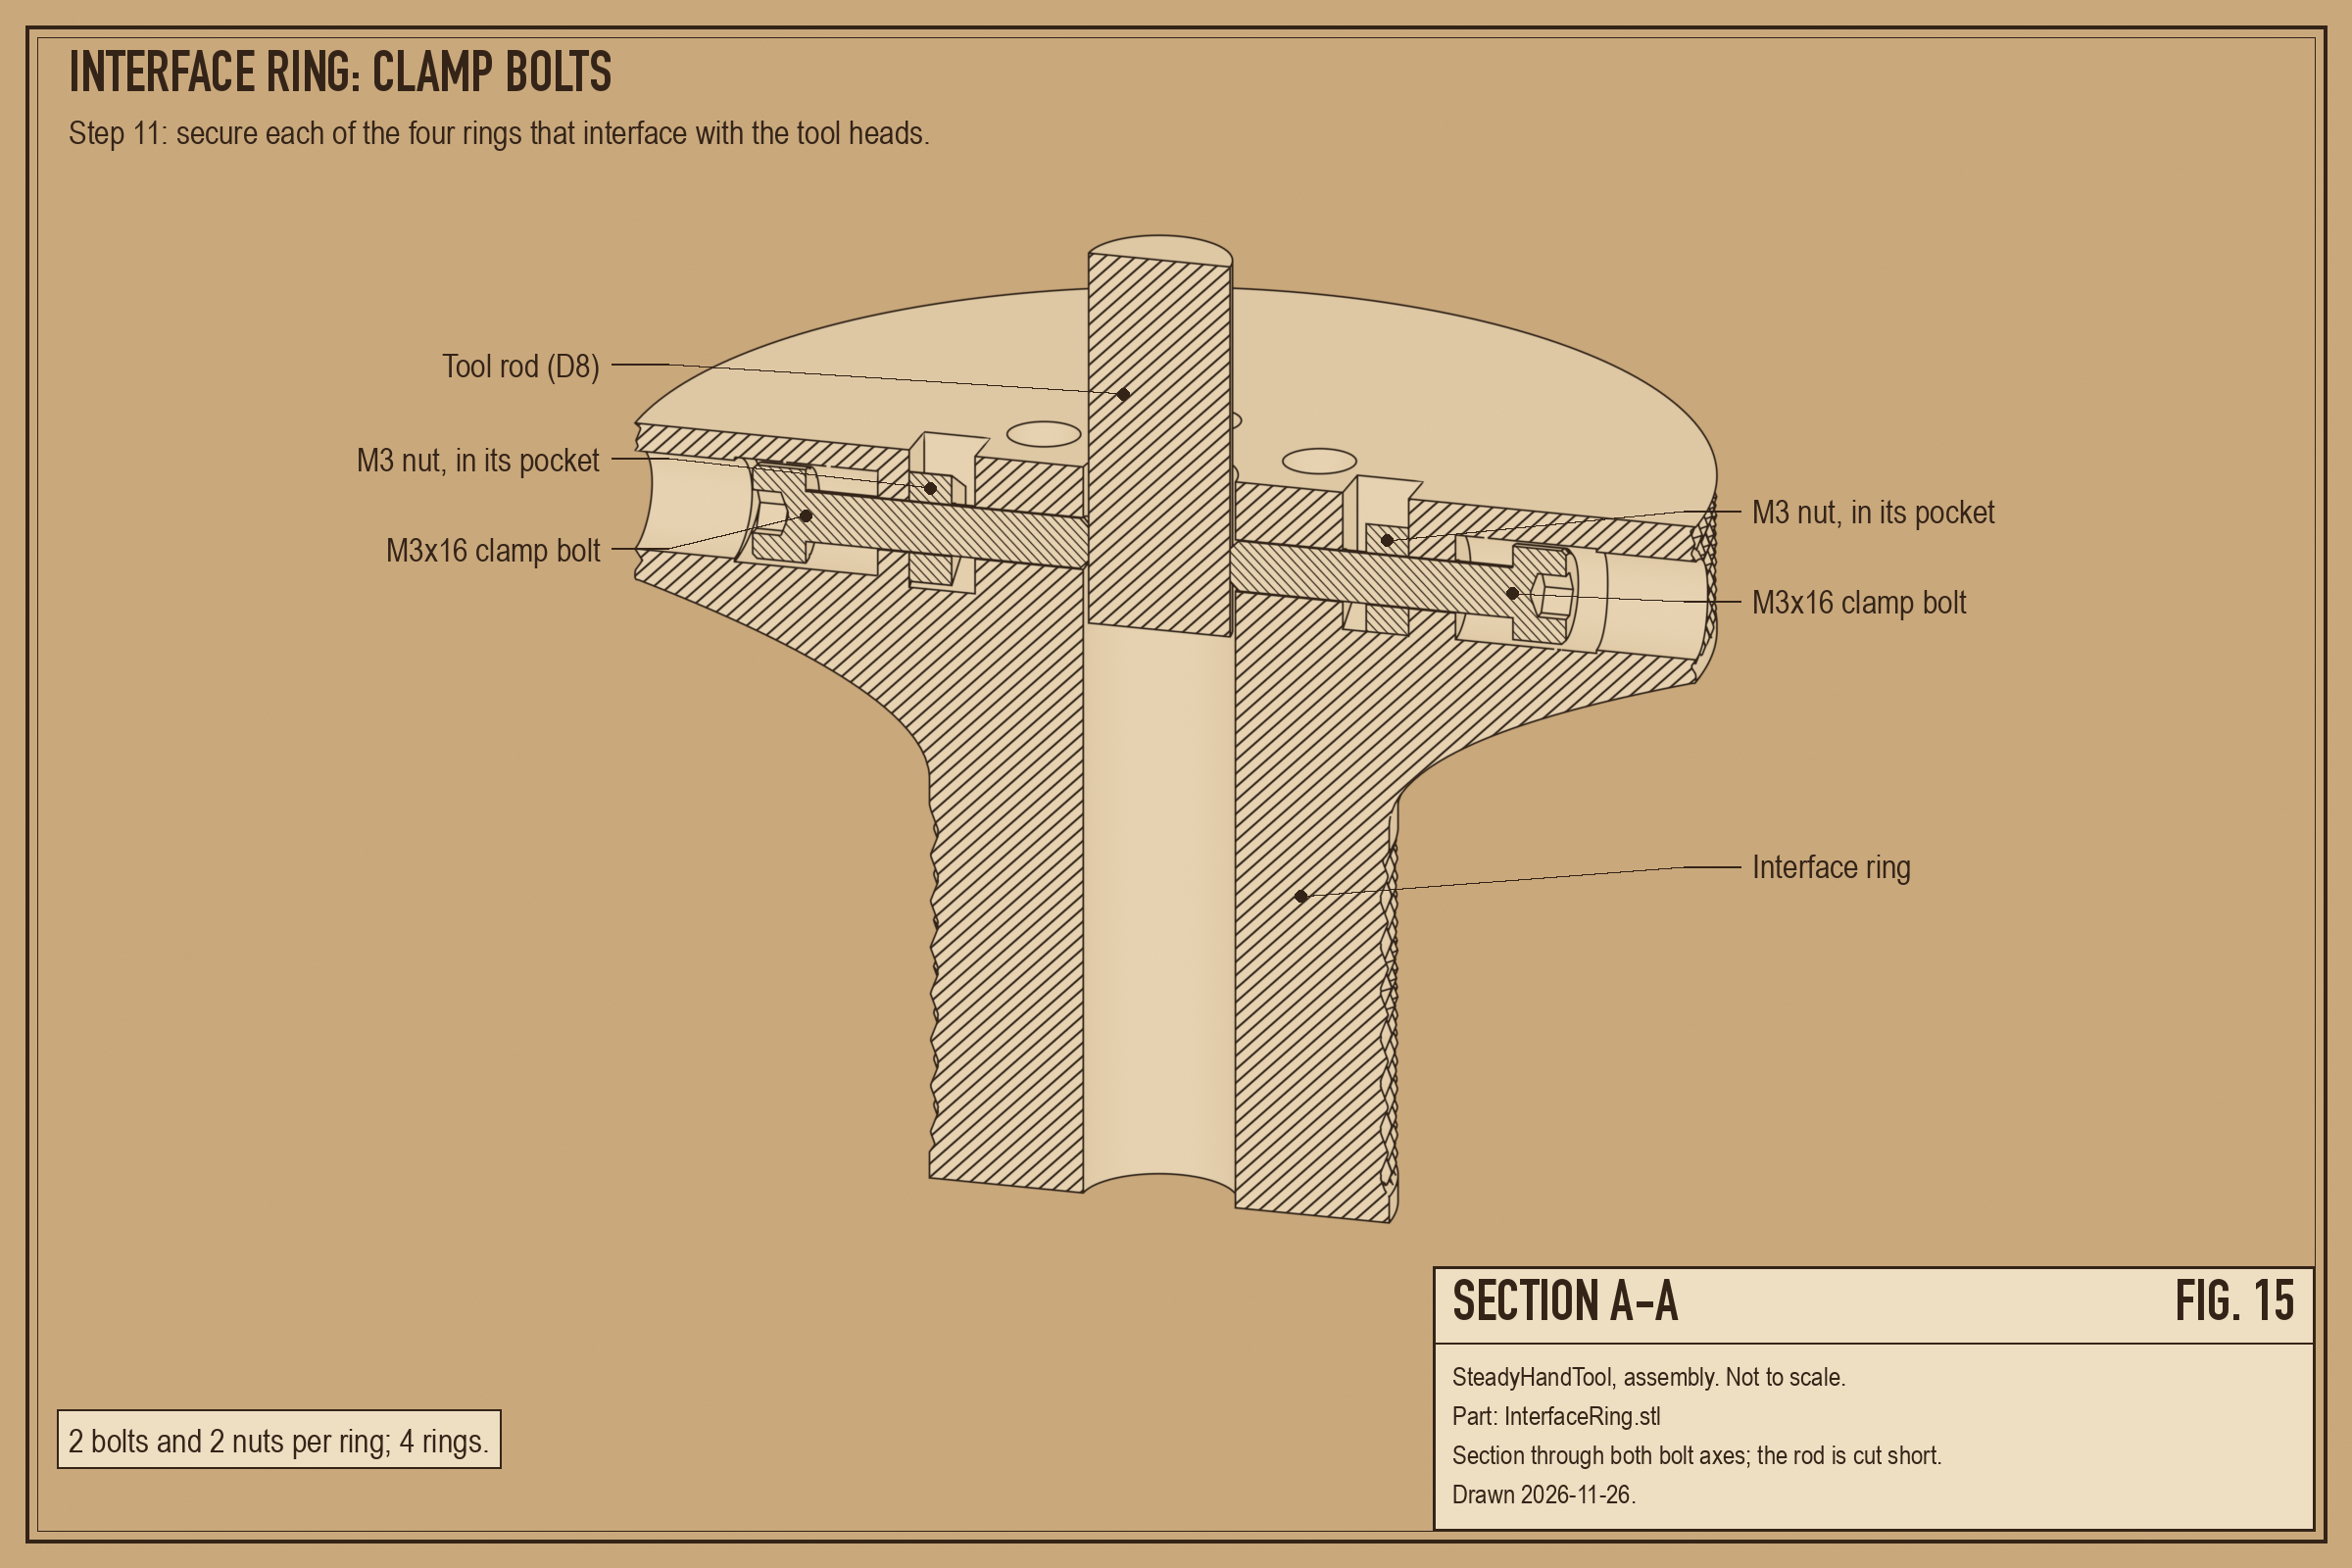 INTERFACE RING: CLAMP BOLTS
Step 11: secure each of the four rings that interface with the tool heads.
Tool rod (D8)
M3 nut, in its pocket
M3x16 clamp bolt
M3 nut, in its pocket
M3x16 clamp bolt
Interface ring
2 bolts and 2 nuts per ring; 4 rings.
SECTION A-A
FIG. 15
SteadyHandTool, assembly. Not to scale.
Part: InterfaceRing.stl
Section through both bolt axes; the rod is cut short.
Drawn 2026-11-26.